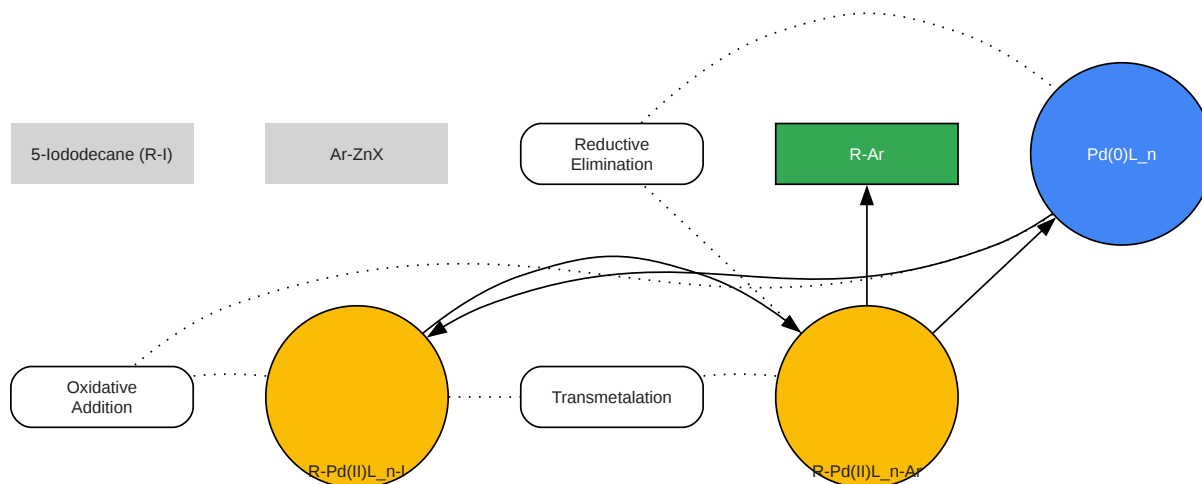 5-Iododecane (R-I)
Ar-ZnX
Reductive
Elimination
R-Ar
Pd(0)L_n
Oxidative
Addition
Transmetalation
R-Pd(II)L_n-I
R-Pd(II)L_n-Ar